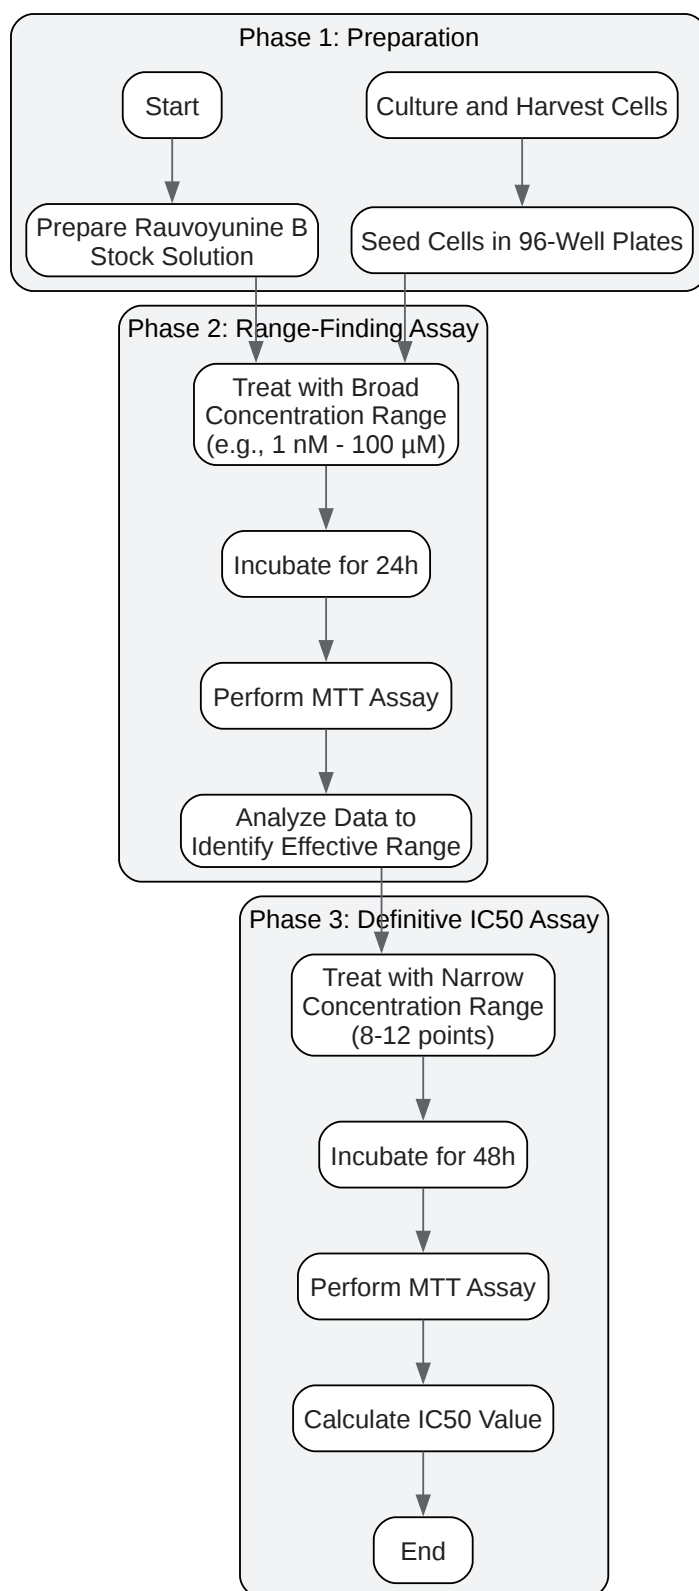 Phase 1: Preparation
Start
Culture and Harvest Cells
Prepare Rauvoyunine B
Stock Solution
Seed Cells in 96-Well Plates
Phase 2: Range-Finding Assay
Treat with Broad
Concentration Range
(e.g., 1 nM - 100 µM)
Incubate for 24h
Perform MTT Assay
Analyze Data to
Identify Effective Range
Phase 3: Definitive IC50 Assay
Treat with Narrow
Concentration Range
(8-12 points)
Incubate for 48h
Perform MTT Assay
Calculate IC50 Value
End